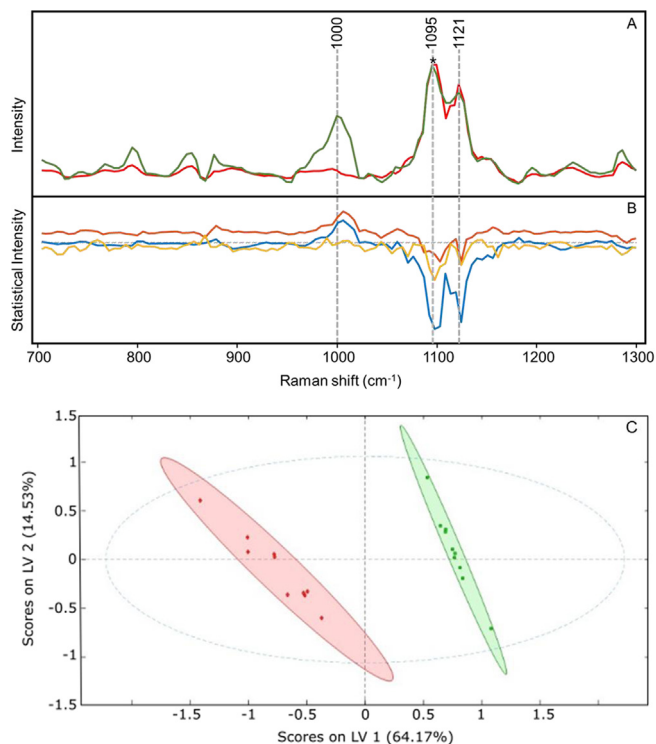 A
1000
1095
1121
*
Intensity
B
Statistical Intensity
700 800 900 1000 1100 1200 1300
Raman shift (cm⁻¹)
C
1.5
1
0.5
0
-0.5
-1
-1.5
Scores on LV 2 (14.53%)
-1.5 -1 -0.5 0 0.5 1 1.5
Scores on LV 1 (64.17%)